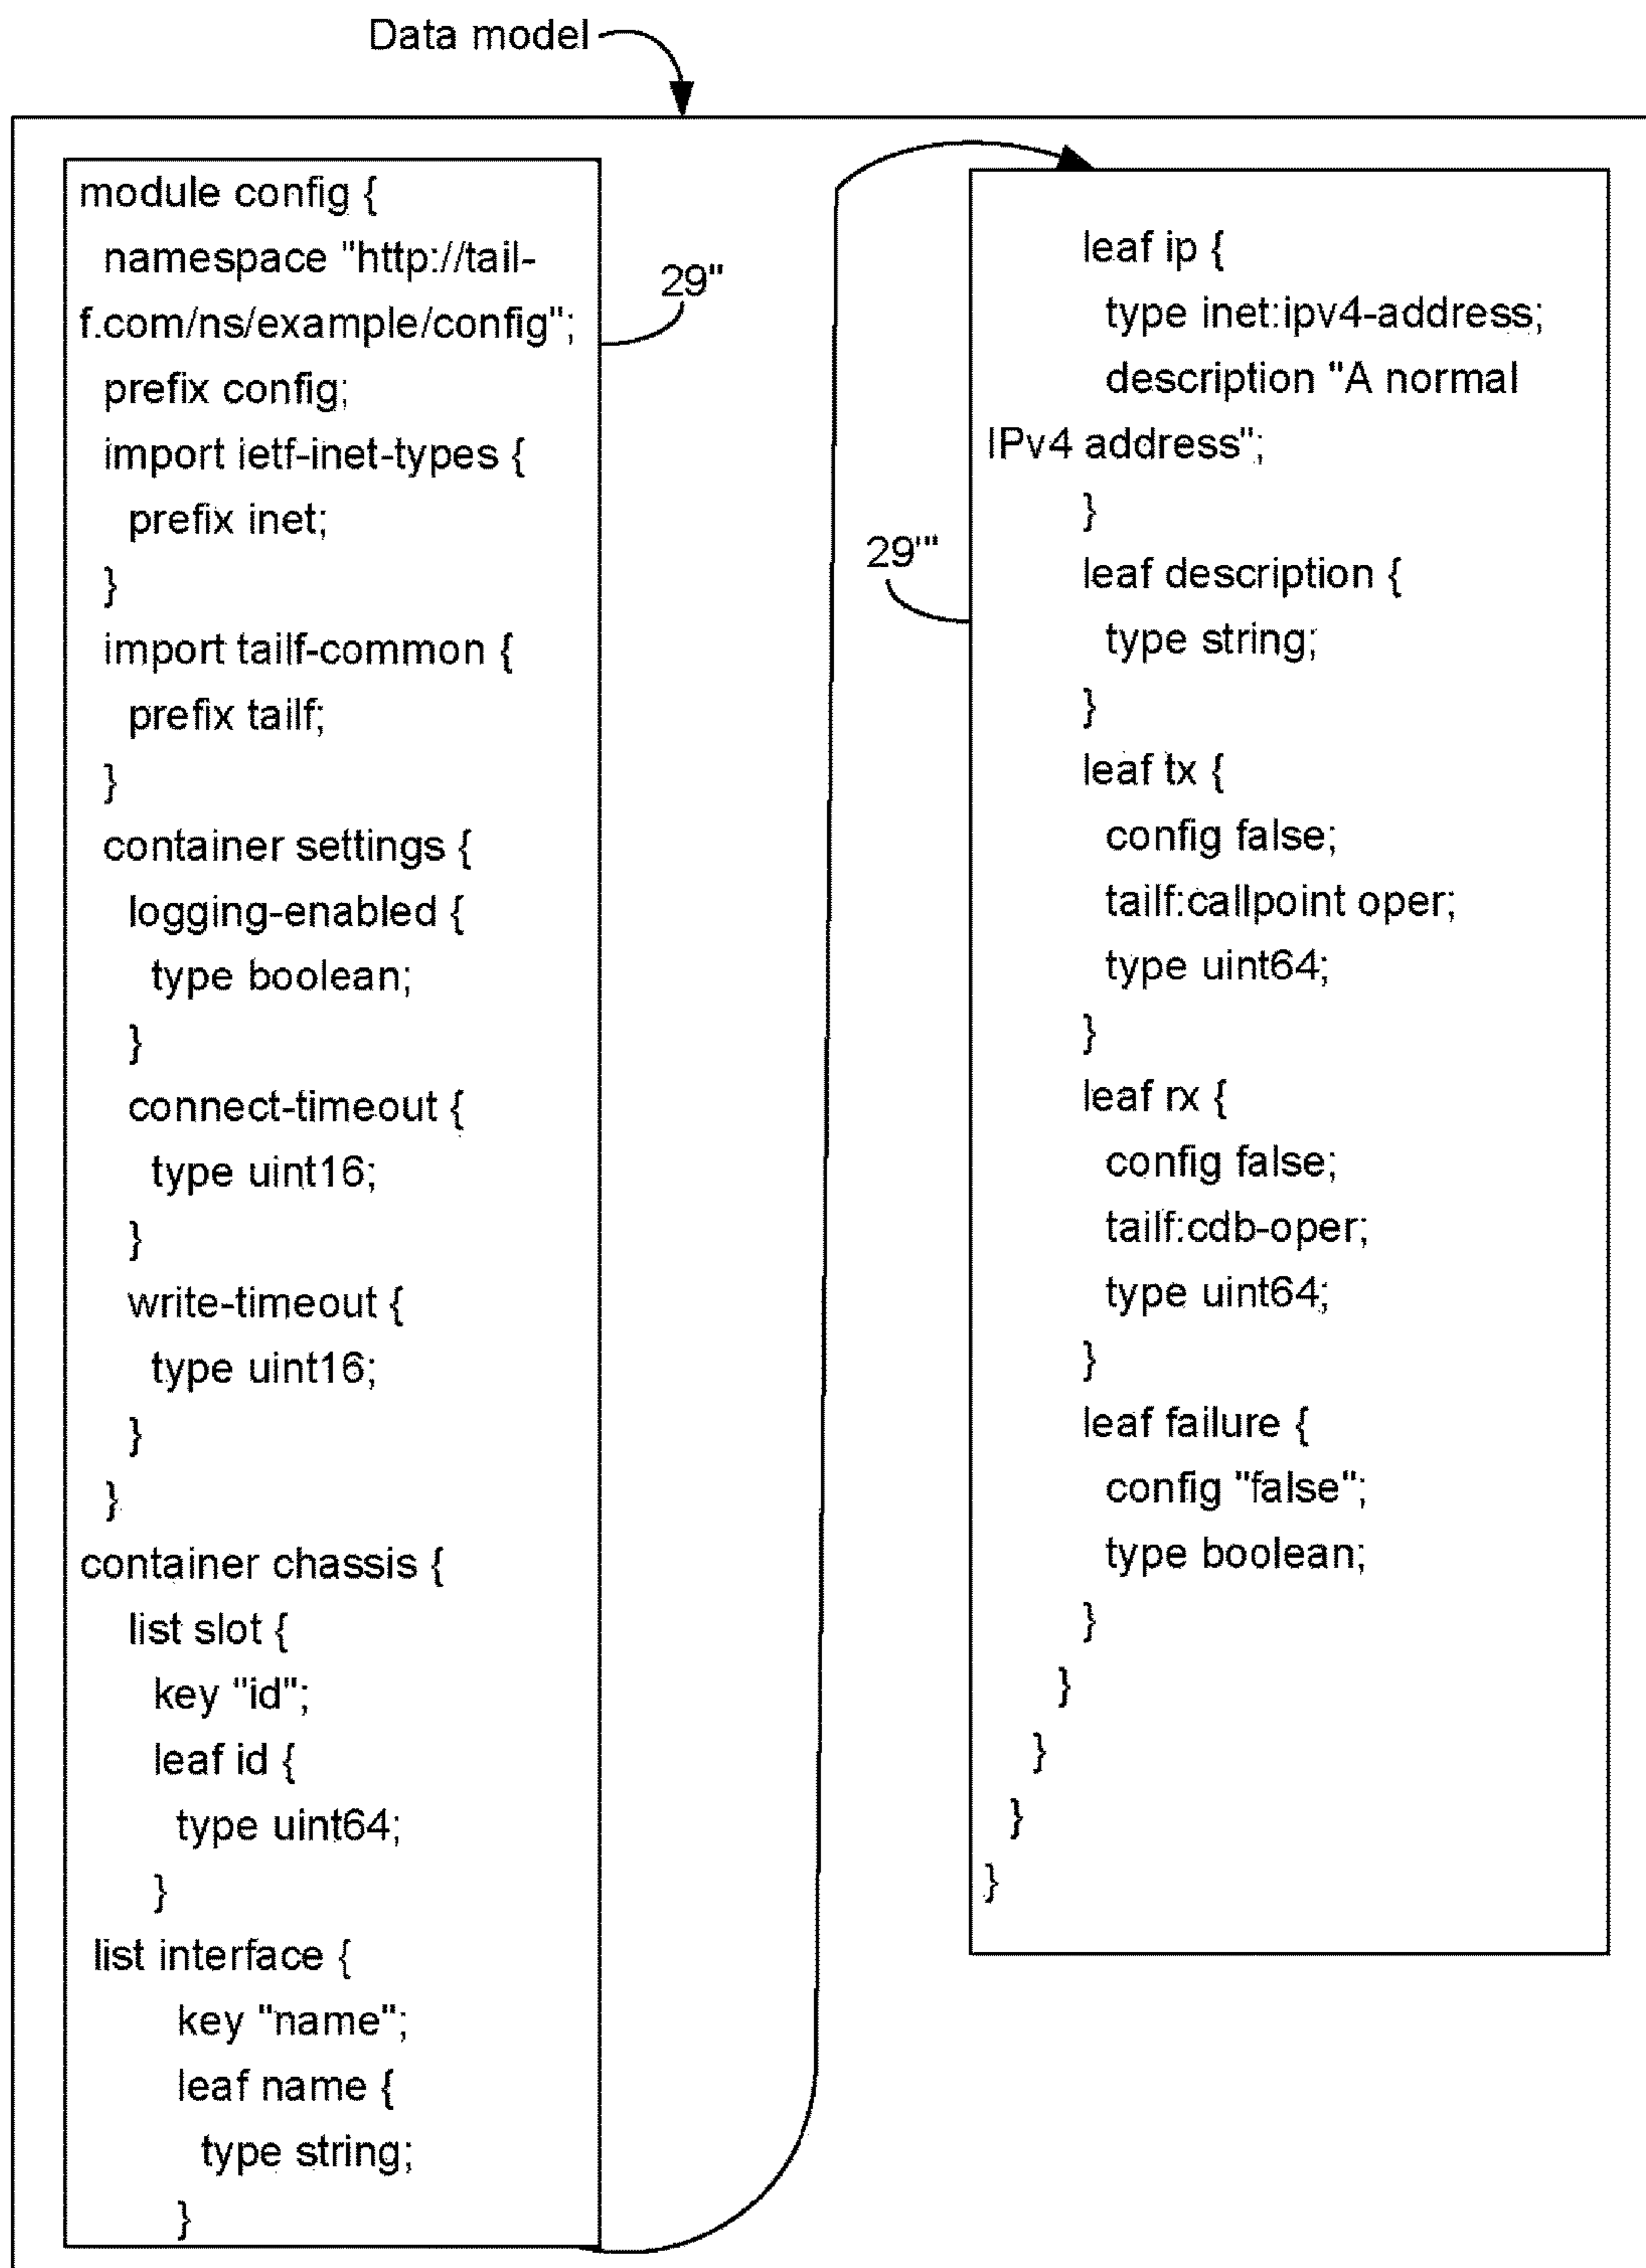 Data model
module config {
namespace "http://tail-
f.com/ns/example/config";
prefix config;
import ietf-inet-types {
prefix inet;
}
import tailf-common {
prefix tailf;
}
container settings {
logging-enabled {
type boolean;
}
connect-timeout {
type uint16;
}
write-timeout {
type uint16;
}
}
container chassis {
list slot {
key "id";
leaf id {
type uint64;
}
list interface {
key "name";
leaf name {
type string;
}
29"
leaf ip {
type inet:ipv4-address;
description "A normal
IPv4 address";
}
leaf description {
type string;
}
leaf tx {
config false;
tailf:callpoint oper;
type uint64;
}
leaf rx {
config false;
tailf:cdb-oper;
type uint64;
}
leaf failure {
config "false";
type boolean;
}
}
}
}
}
29"'